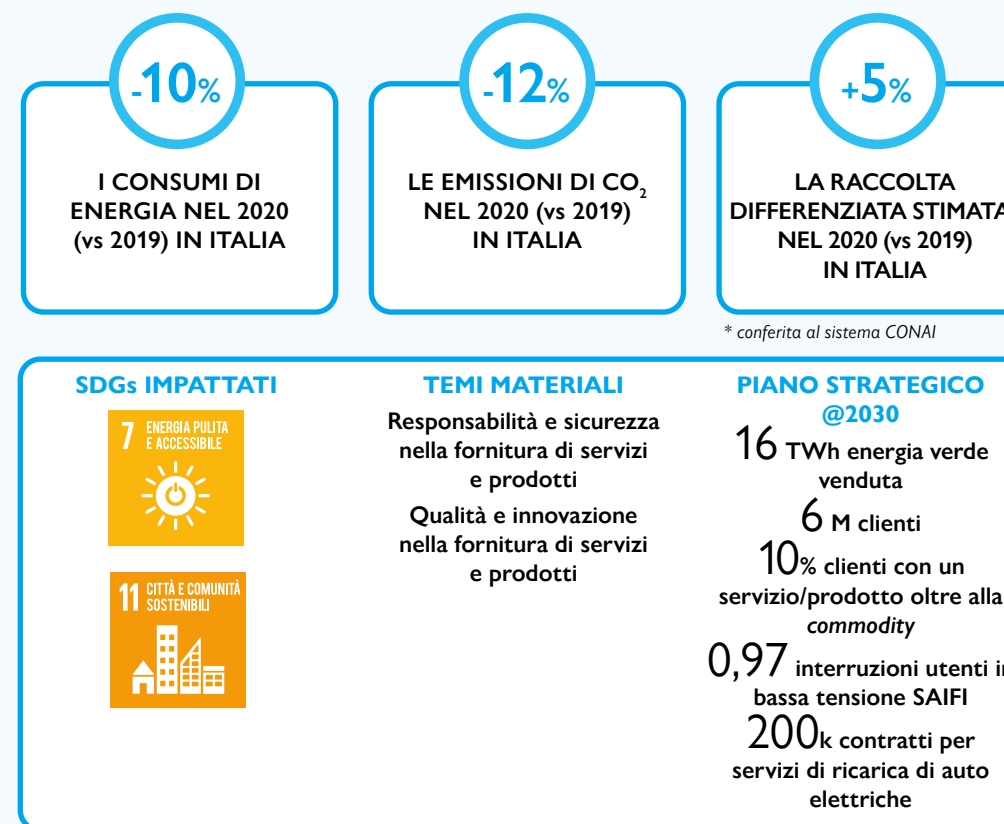 -10%
I CONSUMI DI
ENERGIA NEL 2020
(vs 2019) IN ITALIA
-12%
LE EMISSIONI DI CO2
NEL 2020 (vs 2019)
IN ITALIA
+5%
LA RACCOLTA
DIFFERENZIATA STIMATA
NEL 2020 (vs 2019)
IN ITALIA
* conferita al sistema CONAI
SDGs IMPATTATI
7 ENERGIA PULITA
E ACCESSIBILE
11 CITTÀ E COMUNITÀ
SOSTENIBILI
TEMI MATERIALI
Responsabilità e sicurezza
nella fornitura di servizi
e prodotti
Qualità e innovazione
nella fornitura di servizi
e prodotti
PIANO STRATEGICO
@2030
16 TWh energia verde
venduta
6 M clienti
10% clienti con un
servizio/prodotto oltre alla
commodity
0,97 interruzioni utenti in
bassa tensione SAIFI
200k contratti per
servizi di ricarica di auto
elettriche